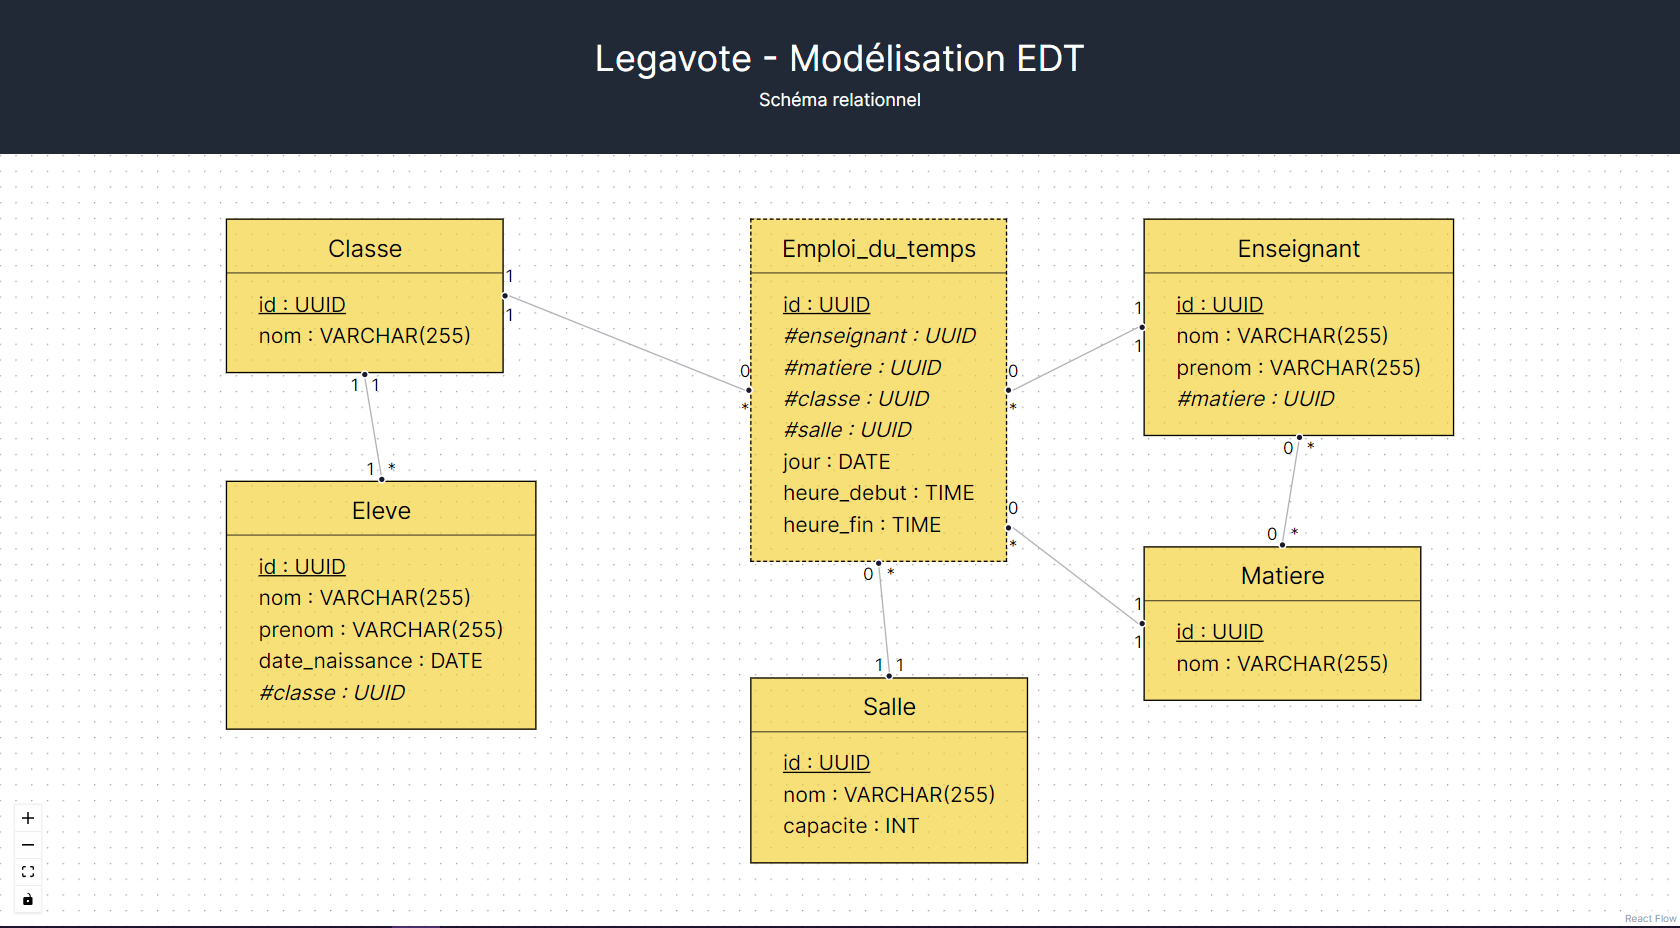 Legavote - Modélisation EDT
Schéma relationnel
Classe
id : UUID
nom : VARCHAR(255)
1
1
1 1
1 *
Eleve
id : UUID
nom : VARCHAR(255)
prenom : VARCHAR(255)
date_naissance : DATE
#classe : UUID
Emploi_du_temps
id : UUID
#enseignant : UUID
#matiere : UUID
#classe : UUID
#salle : UUID
jour : DATE
heure_debut : TIME
heure_fin : TIME
0
*
0
*
0
*
0 *
1 1
Salle
id : UUID
nom : VARCHAR(255)
capacite : INT
Enseignant
id : UUID
nom : VARCHAR(255)
prenom : VARCHAR(255)
#matiere : UUID
1
1
0 *
0 *
Matiere
id : UUID
nom : VARCHAR(255)
1
1
React Flow